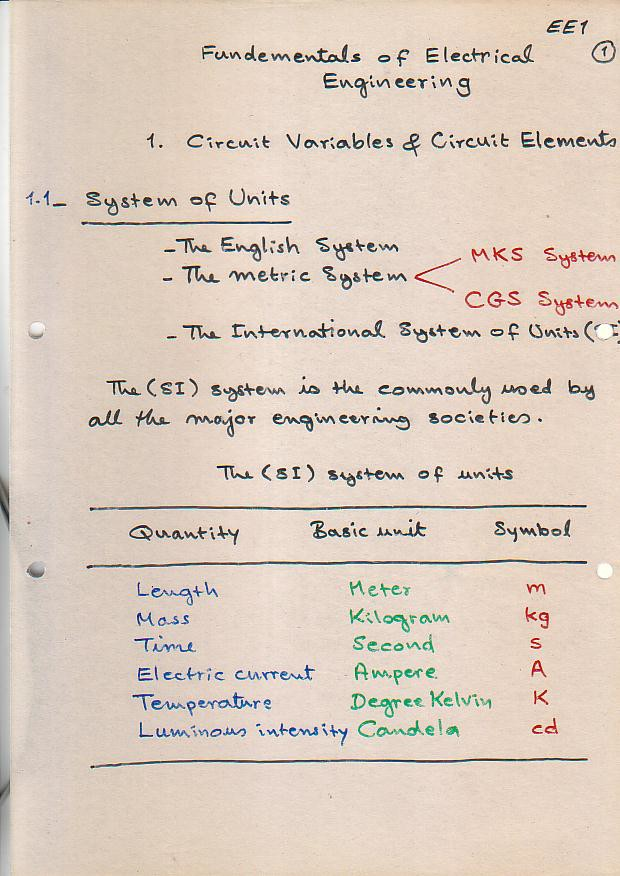 EE1
1
Fundementals of Electrical
Engineering
1. Circuit Variables & Circuit Elements
1.1- System of Units
- The English System
- The metric System
MKS System
CGS System
- The International System of Units (SI)
The (SI) system is the commonly used by
all the major engineering societies.
The (SI) system of units
Quantity Basic unit Symbol
Length Meter m
Mass Kilogram kg
Time Second s
Electric current Ampere A
Temperature Degree Kelvin K
Luminous intensity Candela cd